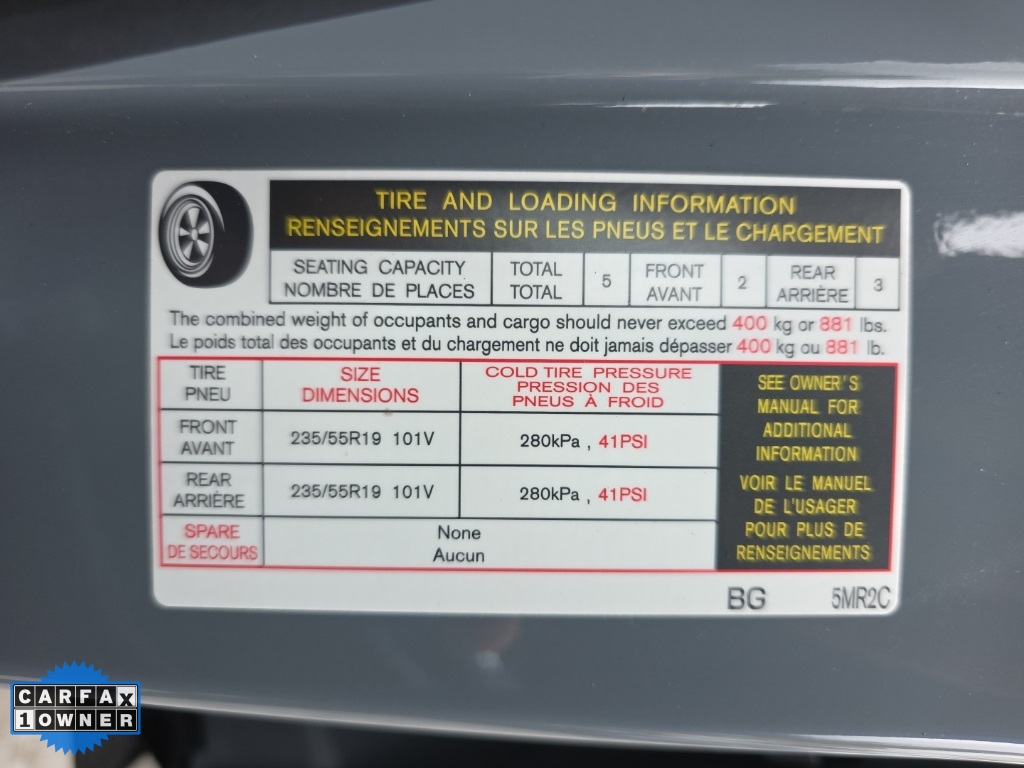 TIRE AND LOADING INFORMATION
RENSEIGNEMENTS SUR LES PNEUS ET LE CHARGEMENT
SEATING CAPACITY TOTAL 5 FRONT 2 REAR 3
NOMBRE DE PLACES TOTAL AVANT ARRIÈRE
The combined weight of occupants and cargo should never exceed 400 kg or 881 lbs.
Le poids total des occupants et du chargement ne doit jamais dépasser 400 kg ou 881 lb.
TIRE
PNEU
SIZE
DIMENSIONS
COLD TIRE PRESSURE
PRESSION DES
PNEUS À FROID
FRONT
AVANT
235/55R19 101V
280kPa , 41PSI
REAR
ARRIÈRE
235/55R19 101V
280kPa , 41PSI
SPARE
DE SECOURS
None
Aucun
SEE OWNER'S
MANUAL FOR
ADDITIONAL
INFORMATION
VOIR LE MANUEL
DE L'USAGER
POUR PLUS DE
RENSEIGNEMENTS
BG 5MR2C
CARFAX
1 OWNER